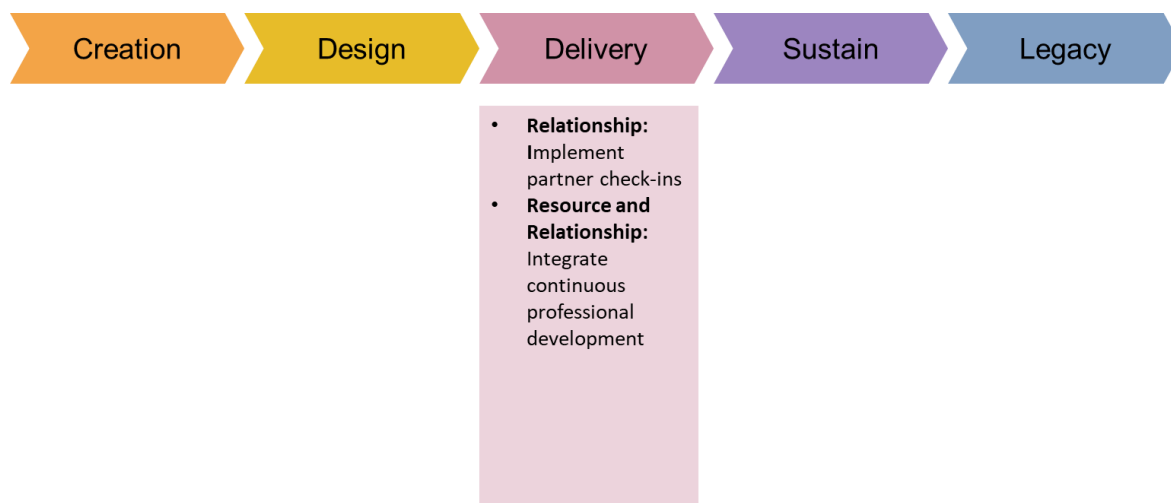 Creation
Design
Delivery
Sustain
Legacy
• Relationship:
Implement
partner check-ins
• Resource and
Relationship:
Integrate
continuous
professional
development